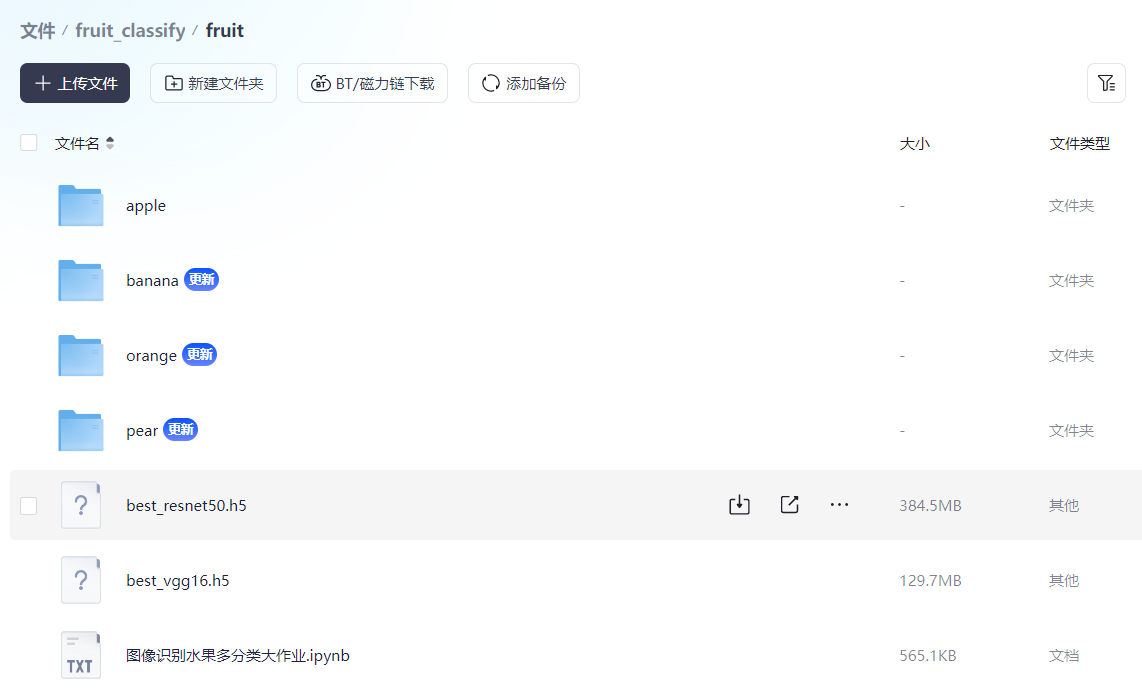 文件 / fruit_classify / fruit
上传文件 新建文件夹 BT BT/磁力链下载 添加备份
文件名 大小 文件类型
apple - 文件夹
banana 更新 - 文件夹
orange 更新 - 文件夹
pear 更新 - 文件夹
? best_resnet50.h5 384.5MB 其他
? best_vgg16.h5 129.7MB 其他
TXT 图像识别水果多分类大作业.ipynb 565.1KB 文档